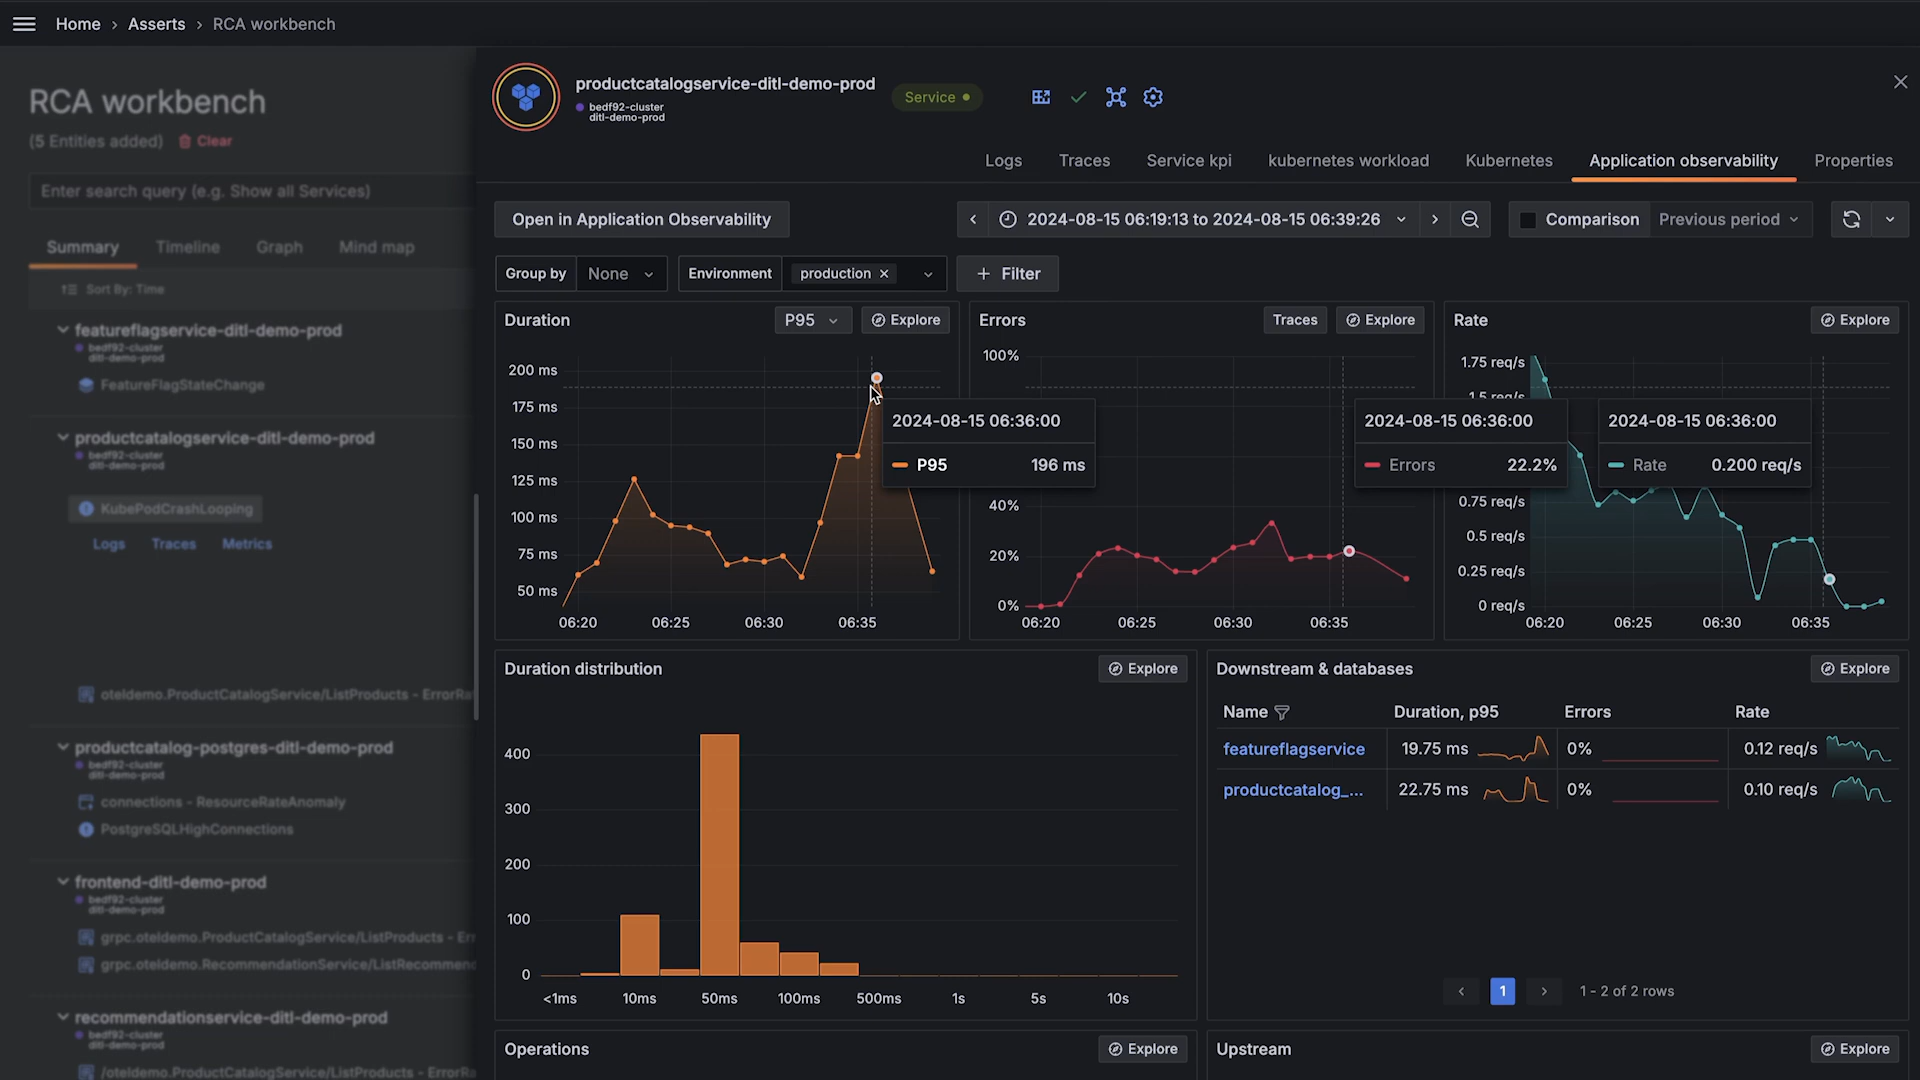 Home › Asserts › RCA workbench
RCA workbench
(5 Entities added) Clear
Enter search query (e.g. Show all Services)
Summary Timeline Graph Mind map
Sort By: Time
featureflagservice-ditl-demo-prod
bedf92-cluster
ditl-demo-prod
FeatureFlagStateChange
productcatalogservice-ditl-demo-prod
bedf92-cluster
ditl-demo-prod
KubePodCrashLooping
Logs Traces Metrics
oteldemo.ProductCatalogService/ListProducts - ErrorRa
productcatalog-postgres-ditl-demo-prod
bedf92-cluster
ditl-demo-prod
connections - ResourceRateAnomaly
PostgreSQLHighConnections
frontend-ditl-demo-prod
bedf92-cluster
ditl-demo-prod
grpc.oteldemo.ProductCatalogService/ListProducts - Err
grpc.oteldemo.RecommendationService/ListRecommend
recommendationservice-ditl-demo-prod
bedf92-cluster
ditl-demo-prod
/oteldemo.ProductCatalogService/ListProducts - ErrorRa
productcatalogservice-ditl-demo-prod
bedf92-cluster
ditl-demo-prod
Service
Logs Traces Service kpi kubernetes workload Kubernetes Application observability Properties
Open in Application Observability
2024-08-15 06:19:13 to 2024-08-15 06:39:26
Comparison Previous period
Group by None Environment production × + Filter
Duration P95 Explore
200 ms
175 ms
150 ms
125 ms
100 ms
75 ms
50 ms
06:20 06:25 06:30 06:35
2024-08-15 06:36:00
P95 196 ms
Errors Traces Explore
100%
40%
20%
0%
06:20 06:25 06:30 06:35
2024-08-15 06:36:00
Errors 22.2%
Rate Explore
1.75 req/s
1.5 req/s
0.75 req/s
0.5 req/s
0.25 req/s
0 req/s
06:20 06:25 06:30 06:35
2024-08-15 06:36:00
Rate 0.200 req/s
Duration distribution Explore
400
300
200
100
0
<1ms 10ms 50ms 100ms 500ms 1s 5s 10s
Downstream & databases Explore
Name Duration, p95 Errors Rate
featureflagservice 19.75 ms 0% 0.12 req/s
productcatalog_... 22.75 ms 0% 0.10 req/s
1
1 - 2 of 2 rows
Operations Explore
Upstream Explore